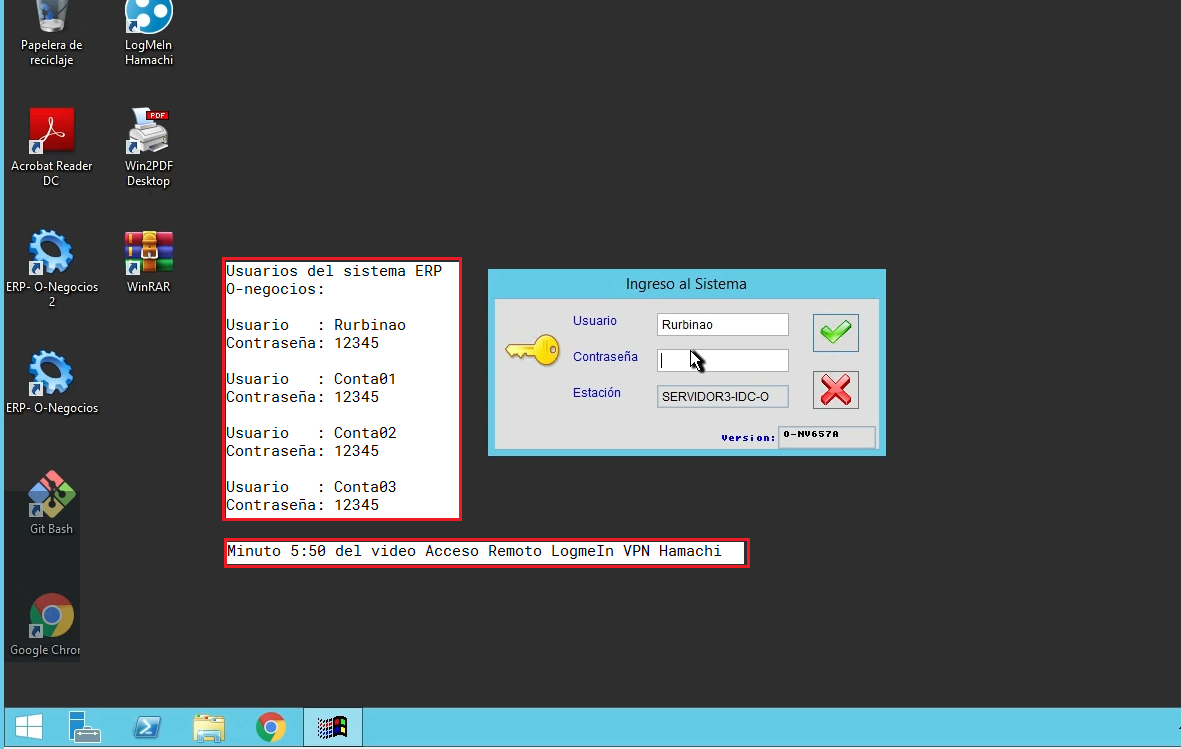 Papelera de
reciclaje
LogMeIn
Hamachi
Acrobat Reader
DC
PDF
Win2PDF
Desktop
ERP- O-Negocios
2
WinRAR
ERP- O-Negocios
Git Bash
Google Chror
Usuarios del sistema ERP
O-negocios:
Usuario : Rurbinao
Contraseña: 12345
Usuario : Conta01
Contraseña: 12345
Usuario : Conta02
Contraseña: 12345
Usuario : Conta03
Contraseña: 12345
Minuto 5:50 del video Acceso Remoto LogmeIn VPN Hamachi
Ingreso al Sistema
Usuario Rurbinao
Contraseña
Estación SERVIDOR3-IDC-O
Version: O-NV657A